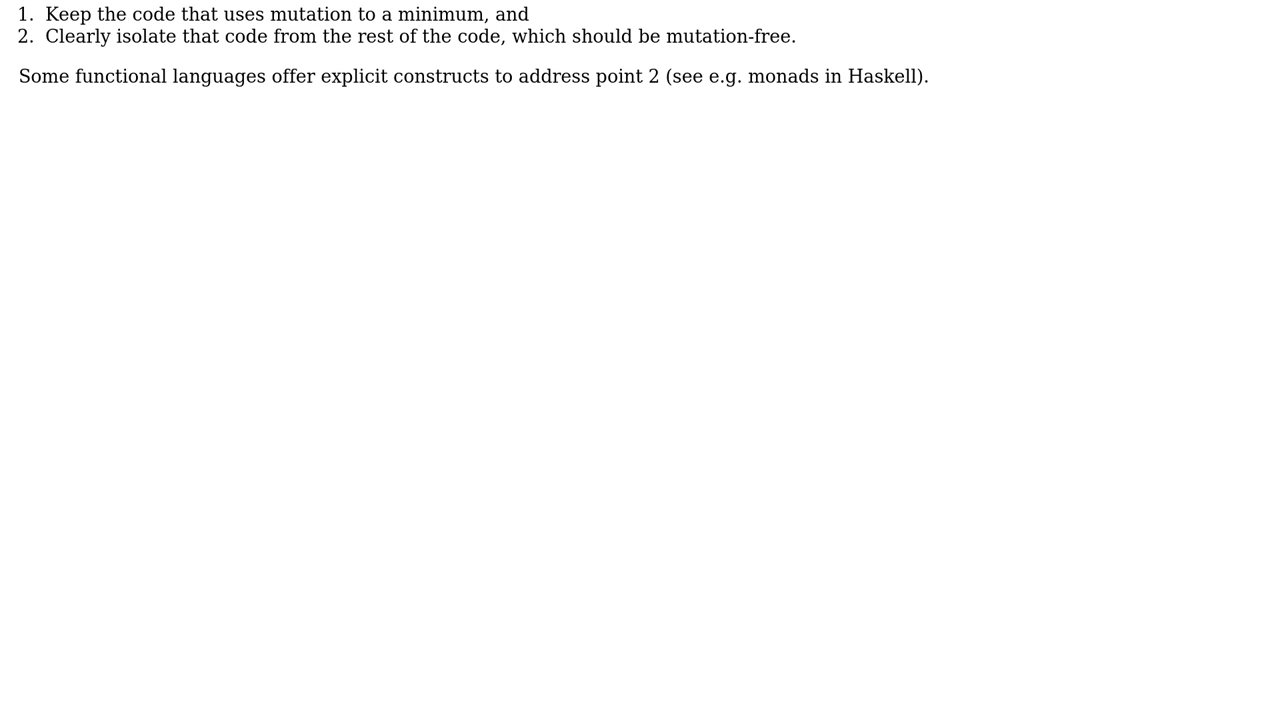 1. Keep the code that uses mutation to a minimum, and
2. Clearly isolate that code from the rest of the code, which should be mutation-free.
Some functional languages offer explicit constructs to address point 2 (see e.g. monads in Haskell).